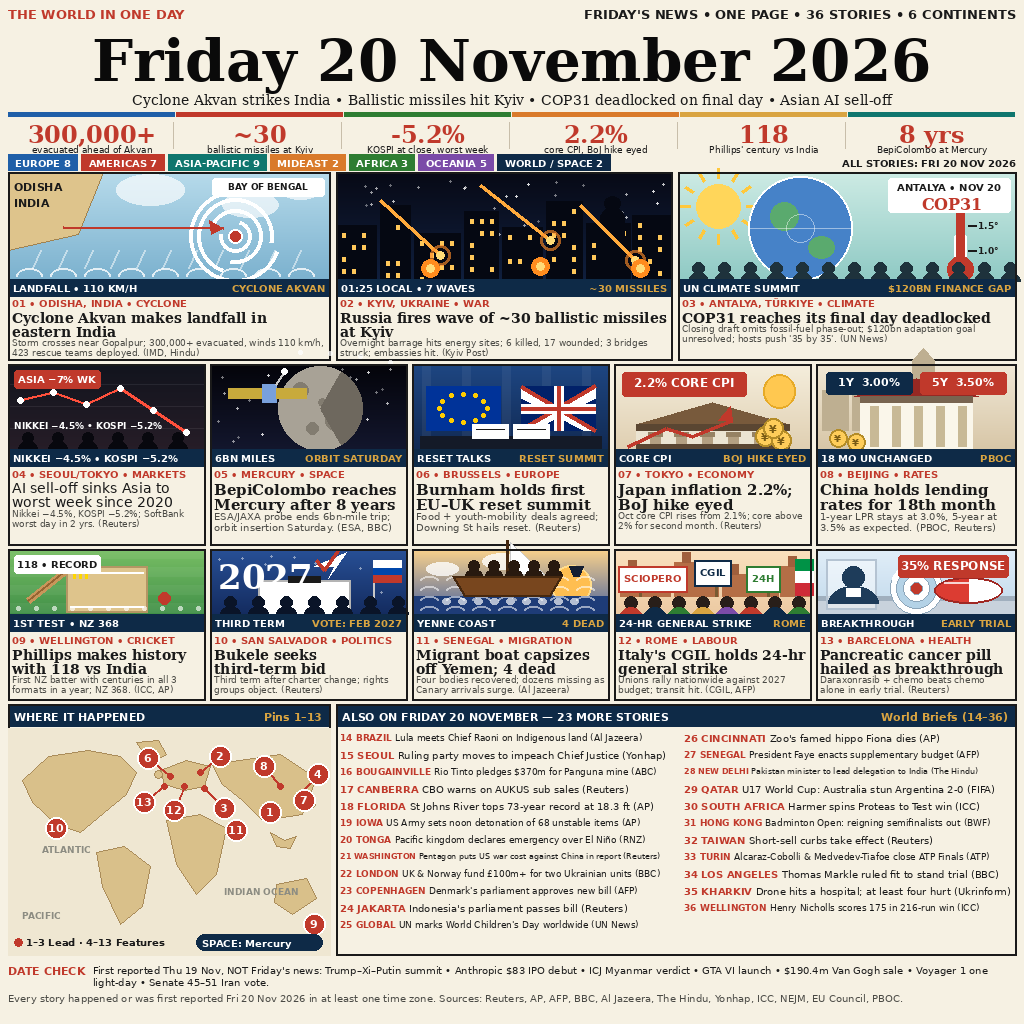 THE WORLD IN ONE DAY
FRIDAY'S NEWS • ONE PAGE • 36 STORIES • 6 CONTINENTS
Friday 20 November 2026
Cyclone Akvan strikes India • Ballistic missiles hit Kyiv • COP31 deadlocked on final day • Asian AI sell-off
300,000+
evacuated ahead of Akvan
~30
ballistic missiles at Kyiv
-5.2%
KOSPI at close, worst week
2.2%
core CPI, BoJ hike eyed
118
Phillips' century vs India
8 yrs
BepiColombo at Mercury
EUROPE 8
AMERICAS 7
ASIA-PACIFIC 9
MIDEAST 2
AFRICA 3
OCEANIA 5
WORLD / SPACE 2
ALL STORIES: FRI 20 NOV 2026
ODISHA
INDIA
BAY OF BENGAL
LANDFALL • 110 KM/H
CYCLONE AKVAN
01 • ODISHA, INDIA • CYCLONE
Cyclone Akvan makes landfall in
eastern India
Storm crosses near Gopalpur; 300,000+ evacuated, winds 110 km/h,
423 rescue teams deployed. (IMD, Hindu)
01:25 LOCAL • 7 WAVES
~30 MISSILES
02 • KYIV, UKRAINE • WAR
Russia fires wave of ~30 ballistic missiles
at Kyiv
Overnight barrage hits energy sites; 6 killed, 17 wounded; 3 bridges
struck; embassies hit. (Kyiv Post)
ANTALYA • NOV 20
COP31
—1.5°
—1.0°
UN CLIMATE SUMMIT
$120BN FINANCE GAP
03 • ANTALYA, TÜRKIYE • CLIMATE
COP31 reaches its final day deadlocked
Closing draft omits fossil-fuel phase-out; $120bn adaptation goal
unresolved; hosts push '35 by 35'. (UN News)
ASIA −7% WK
NIKKEI −4.5% • KOSPI −5.2%
NIKKEI −4.5% • KOSPI −5.2%
04 • SEOUL/TOKYO • MARKETS
AI sell-off sinks Asia to
worst week since 2020
Nikkei −4.5%, KOSPI −5.2%; SoftBank
worst day in 2 yrs. (Reuters)
6BN MILES
ORBIT SATURDAY
05 • MERCURY • SPACE
BepiColombo reaches
Mercury after 8 years
ESA/JAXA probe ends 6bn-mile trip;
orbit insertion Saturday. (ESA, BBC)
RESET TALKS
RESET SUMMIT
06 • BRUSSELS • EUROPE
Burnham holds first
EU–UK reset summit
Food + youth-mobility deals agreed;
Downing St hails reset. (Reuters)
2.2% CORE CPI
¥
¥
¥
CORE CPI
BOJ HIKE EYED
07 • TOKYO • ECONOMY
Japan inflation 2.2%;
BoJ hike eyed
Oct core CPI rises from 2.1%; core above
2% for second month. (Reuters)
1Y 3.00%
5Y 3.50%
¥
¥
18 MO UNCHANGED
PBOC
08 • BEIJING • RATES
China holds lending
rates for 18th month
1-year LPR stays at 3.0%, 5-year at
3.5% as expected. (PBOC, Reuters)
118 • RECORD
1ST TEST • NZ 368
09 • WELLINGTON • CRICKET
Phillips makes history
with 118 vs India
First NZ batter with centuries in all 3
formats in a year; NZ 368. (ICC, AP)
2027
THIRD TERM
VOTE: FEB 2027
10 • SAN SALVADOR • POLITICS
Bukele seeks
third-term bid
Third term after charter change; rights
groups object. (Reuters)
YENNE COAST
4 DEAD
11 • SENEGAL • MIGRATION
Migrant boat capsizes
off Yemen; 4 dead
Four bodies recovered; dozens missing as
Canary arrivals surge. (Al Jazeera)
SCIOPERO
CGIL
24H
24-HR GENERAL STRIKE
ROME
12 • ROME • LABOUR
Italy's CGIL holds 24-hr
general strike
Unions rally nationwide against 2027
budget; transit hit. (CGIL, AFP)
35% RESPONSE
BREAKTHROUGH
EARLY TRIAL
13 • BARCELONA • HEALTH
Pancreatic cancer pill
hailed as breakthrough
Daraxonrasib + chemo beats chemo
alone in early trial. (Reuters)
WHERE IT HAPPENED
Pins 1–13
6
2
8
4
13
12
3
7
1
11
10
9
ATLANTIC
INDIAN OCEAN
PACIFIC
1–3 Lead · 4–13 Features
SPACE: Mercury
ALSO ON FRIDAY 20 NOVEMBER — 23 MORE STORIES
World Briefs (14–36)
14 BRAZIL Lula meets Chief Raoni on Indigenous land (Al Jazeera)
15 SEOUL Ruling party moves to impeach Chief Justice (Yonhap)
16 BOUGAINVILLE Rio Tinto pledges $370m for Panguna mine (ABC)
17 CANBERRA CBO warns on AUKUS sub sales (Reuters)
18 FLORIDA St Johns River tops 73-year record at 18.3 ft (AP)
19 IOWA US Army sets noon detonation of 68 unstable items (AP)
20 TONGA Pacific kingdom declares emergency over El Niño (RNZ)
21 WASHINGTON Pentagon puts US war cost against China in report (Reuters)
22 LONDON UK & Norway fund £100m+ for two Ukrainian units (BBC)
23 COPENHAGEN Denmark's parliament approves new bill (AFP)
24 JAKARTA Indonesia's parliament passes bill (Reuters)
25 GLOBAL UN marks World Children's Day worldwide (UN News)
26 CINCINNATI Zoo's famed hippo Fiona dies (AP)
27 SENEGAL President Faye enacts supplementary budget (AFP)
28 NEW DELHI Pakistan minister to lead delegation to India (The Hindu)
29 QATAR U17 World Cup: Australia stun Argentina 2-0 (FIFA)
30 SOUTH AFRICA Harmer spins Proteas to Test win (ICC)
31 HONG KONG Badminton Open: reigning semifinalists out (BWF)
32 TAIWAN Short-sell curbs take effect (Reuters)
33 TURIN Alcaraz-Cobolli & Medvedev-Tiafoe close ATP Finals (ATP)
34 LOS ANGELES Thomas Markle ruled fit to stand trial (BBC)
35 KHARKIV Drone hits a hospital; at least four hurt (Ukrinform)
36 WELLINGTON Henry Nicholls scores 175 in 216-run win (ICC)
DATE CHECK First reported Thu 19 Nov, NOT Friday's news: Trump–Xi–Putin summit • Anthropic $83 IPO debut • ICJ Myanmar verdict • GTA VI launch • $190.4m Van Gogh sale • Voyager 1 one
light-day • Senate 45–51 Iran vote.
Every story happened or was first reported Fri 20 Nov 2026 in at least one time zone. Sources: Reuters, AP, AFP, BBC, Al Jazeera, The Hindu, Yonhap, ICC, NEJM, EU Council, PBOC.